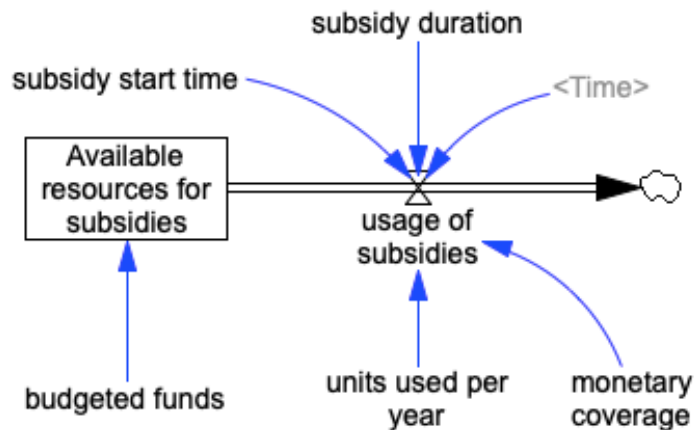 subsidy duration
subsidy start time
<Time>
Available
resources for
subsidies
usage of
subsidies
budgeted funds
units used per
year
monetary
coverage